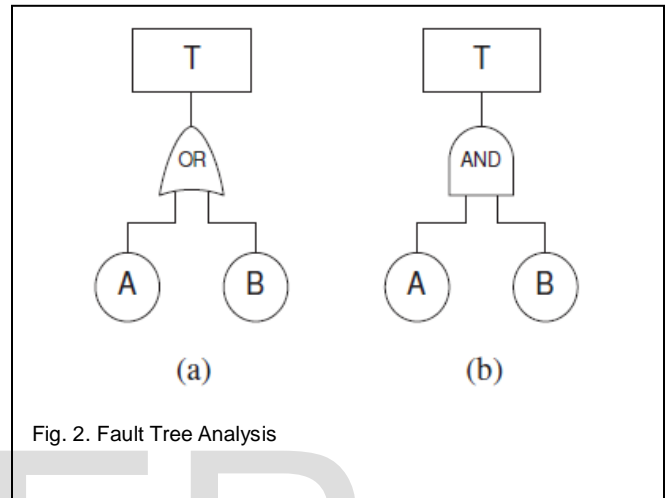 T T
OR AND
A B A B
(a) (b)
Fig. 2. Fault Tree Analysis